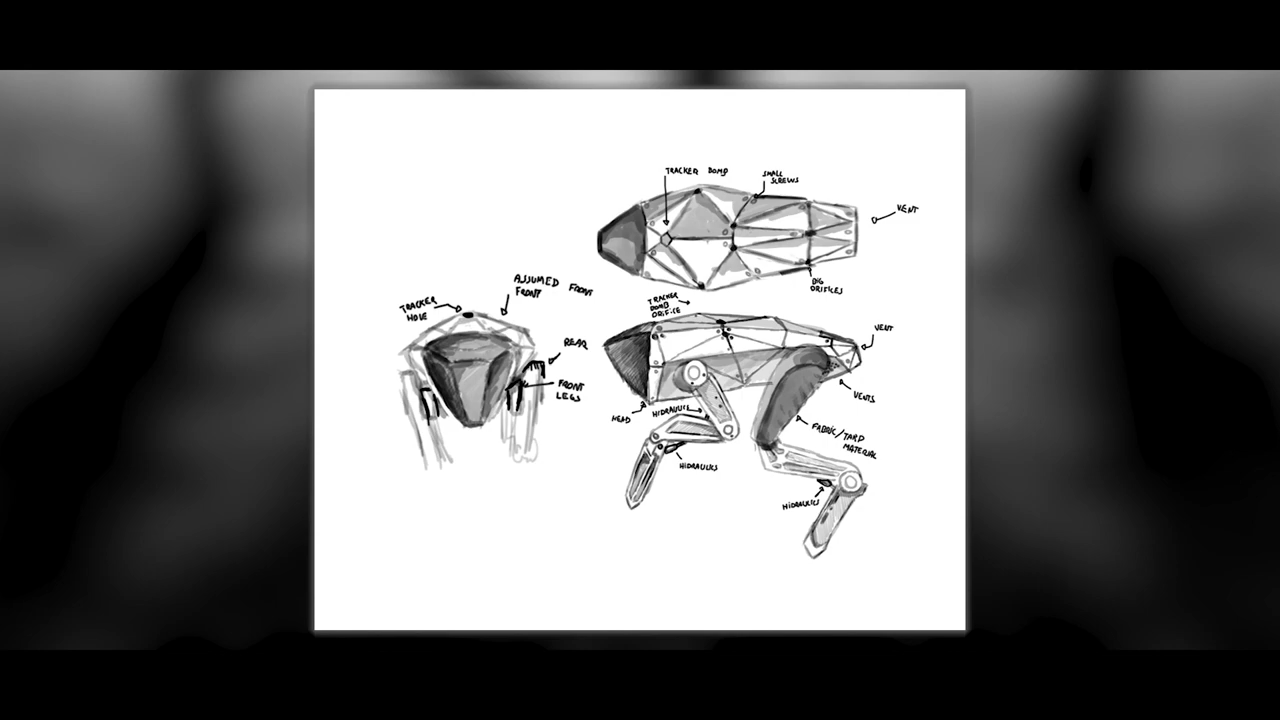 TRACKER BOMB
SMALL
SCREWS
VENT
BIG
ORIFICES
ASSUMED FRONT
FRONT
TRACKER
HOLE
REAR
FRONT
LEGS
TRACKER
BOMB
ORIFICE
VENT
VENTS
HEAD
HIDRAULICS
FABRIC/TARP
MATERIAL
HIDRAULICS
HIDRAULICS